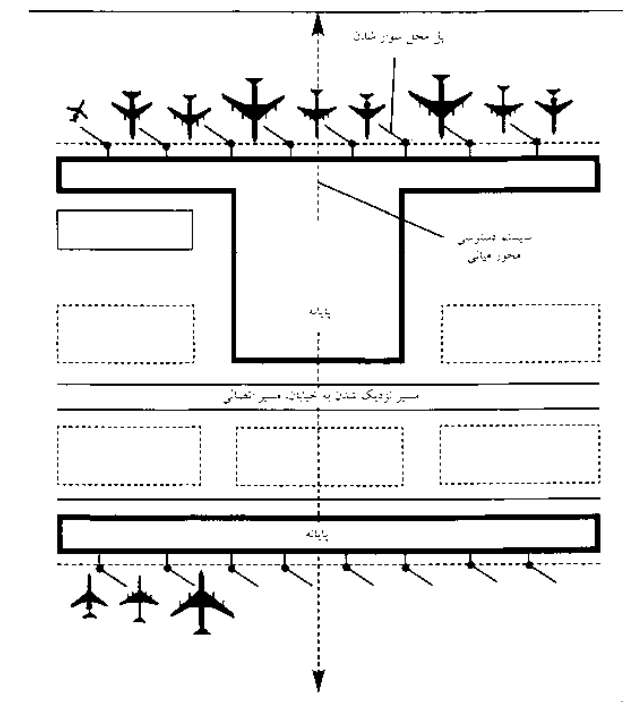 پل محل سوار شدن
سیستم دسترسی
محور میانی
پایانه
مسیر نزدیک شدن به خیابان، مسیر اتصالی
پایانه